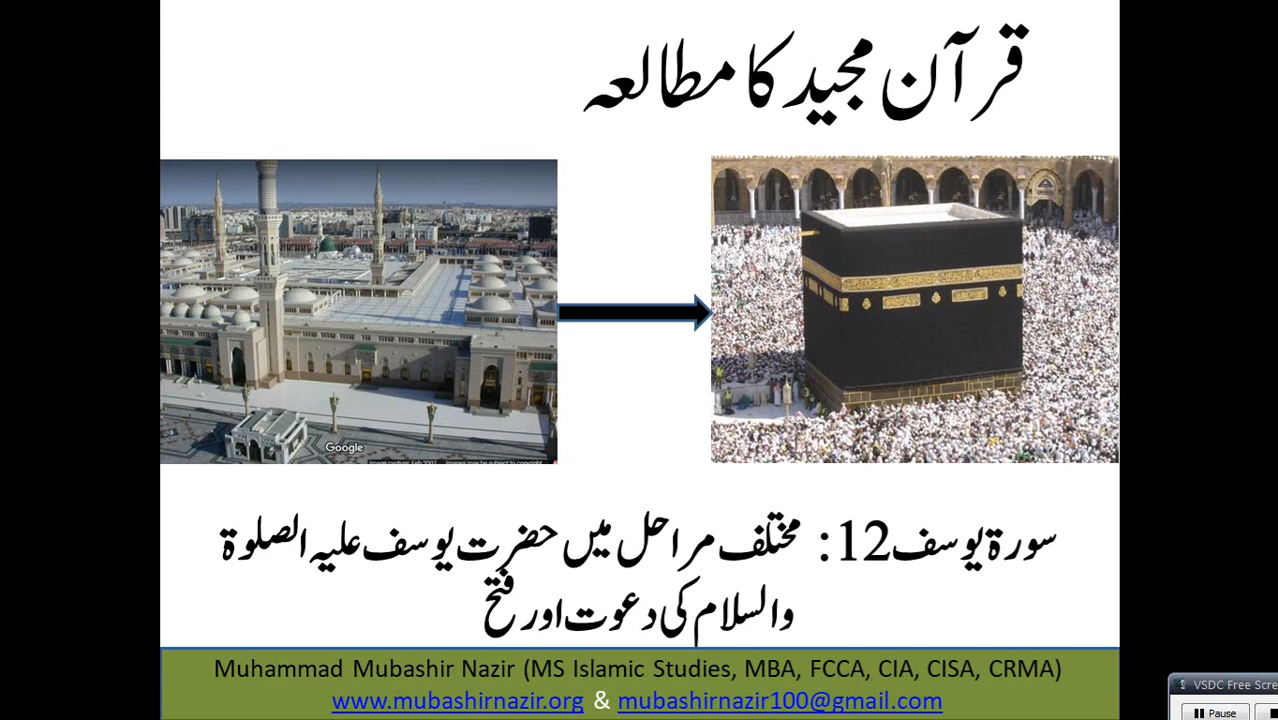 قرآن مجید کا مطالعہ
Google
سورۃ یوسف 12: مختلف مراحل میں حضرت یوسف علیہ الصلوۃ
والسلام کی دعوت اور فتح
Muhammad Mubashir Nazir (MS Islamic Studies, MBA, FCCA, CIA, CISA, CRMA)
www.mubashirnazir.org & mubashirnazir100@gmail.com
VSDC Free Scre
Pause